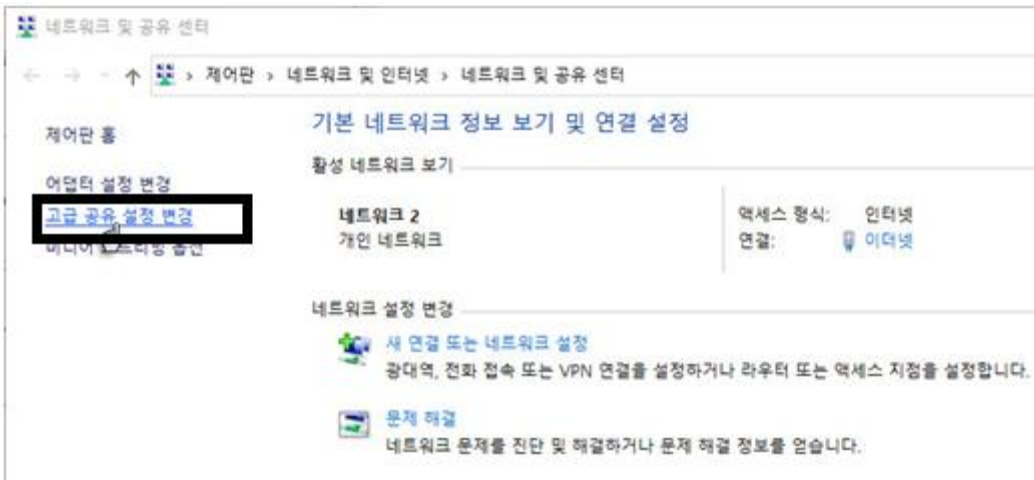 네트워크 및 공유 센터
제어판 > 네트워크 및 인터넷 > 네트워크 및 공유 센터
제어판 홈
어댑터 설정 변경
고급 공유 설정 변경
미디어 스트리밍 옵션
기본 네트워크 정보 보기 및 연결 설정
활성 네트워크 보기
네트워크 2
개인 네트워크
액세스 형식: 인터넷
연결: 이더넷
네트워크 설정 변경
새 연결 또는 네트워크 설정
광대역, 전화 접속 또는 VPN 연결을 설정하거나 라우터 또는 액세스 지점을 설정합니다.
문제 해결
네트워크 문제를 진단 및 해결하거나 문제 해결 정보를 얻습니다.